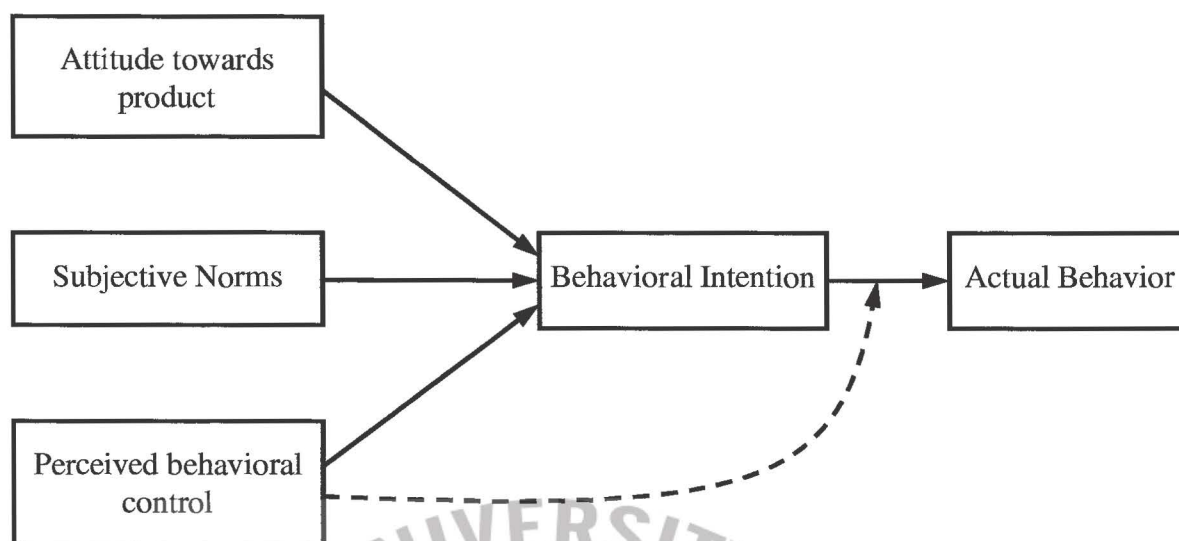 Attitude towards
product
Subjective Norms
Behavioral Intention
Actual Behavior
Perceived behavioral
control